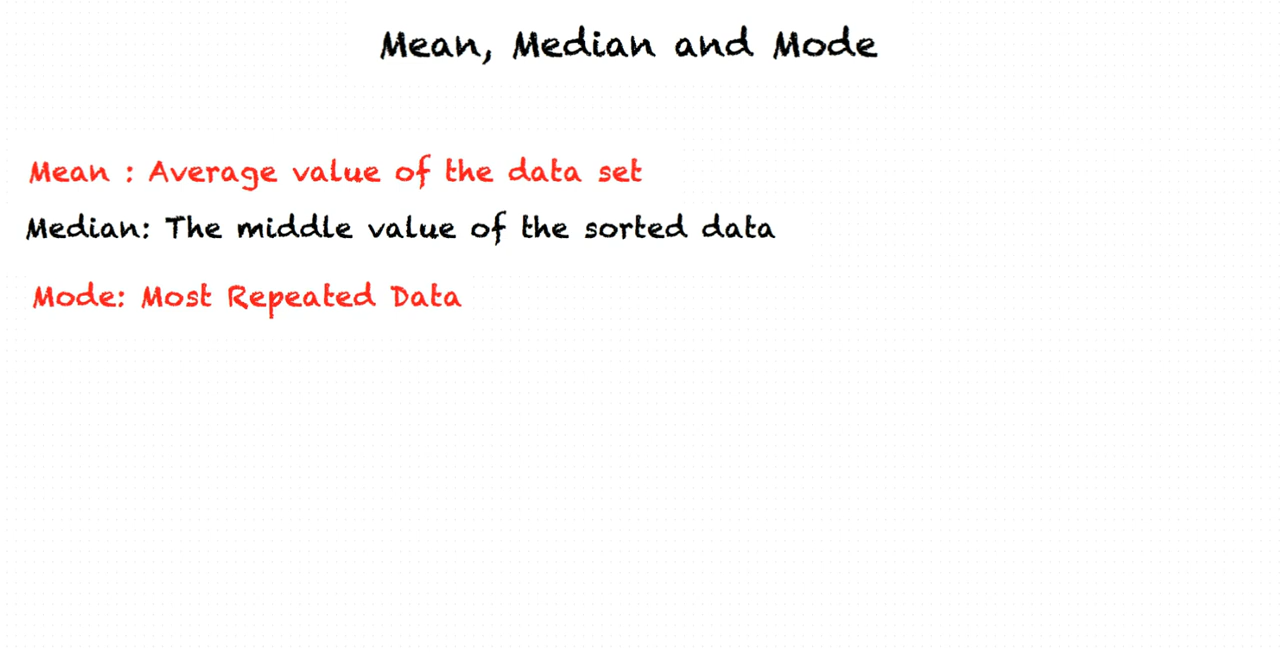 Mean, Median and Mode
Mean : Average value of the data set
Median: The middle value of the sorted data
Mode: Most Repeated Data